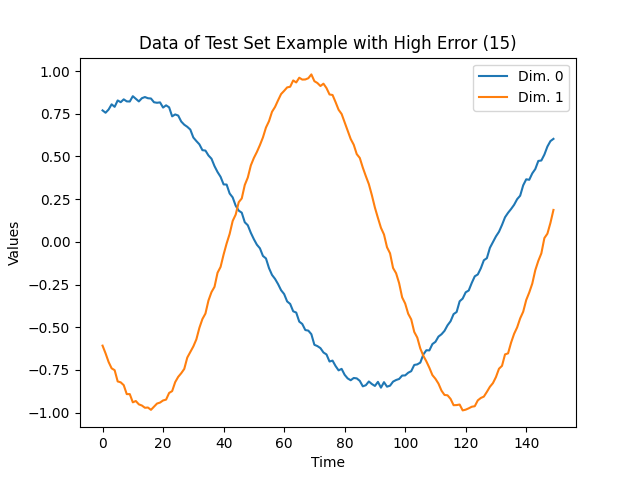 Data of Test Set Example with High Error (15)
Dim. 0
Dim. 1
1.00
0.75
0.50
0.25
0.00
−0.25
−0.50
−0.75
−1.00
Values
0 20 40 60 80 100 120 140
Time